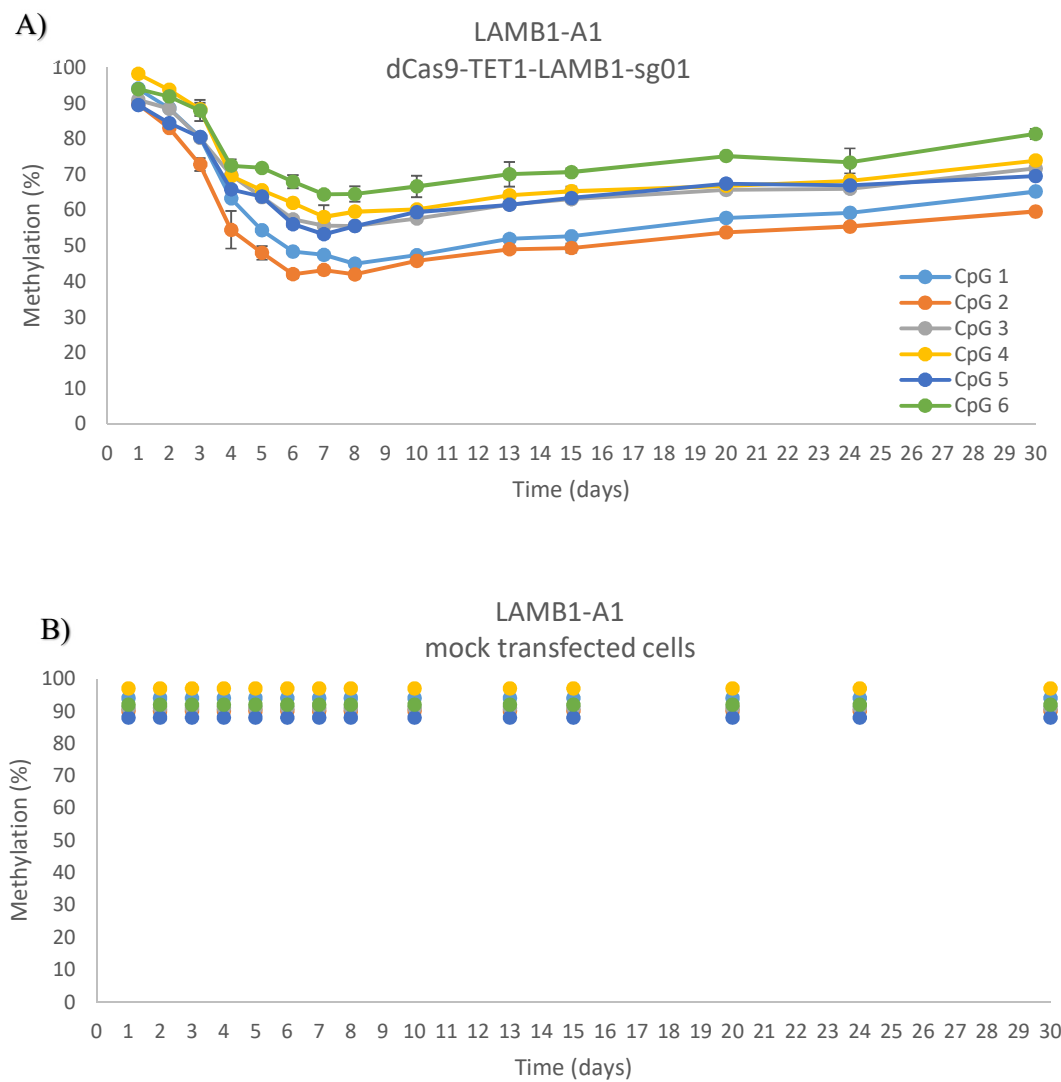 A)
LAMB1-A1
dCas9-TET1-LAMB1-sg01
Methylation (%)
100
90
80
70
60
50
40
30
20
10
0
CpG 1
CpG 2
CpG 3
CpG 4
CpG 5
CpG 6
0 1 2 3 4 5 6 7 8 9 10 11 12 13 14 15 16 17 18 19 20 21 22 23 24 25 26 27 28 29 30
Time (days)
B)
LAMB1-A1
mock transfected cells
Methylation (%)
100
90
80
70
60
50
40
30
20
10
0
0 1 2 3 4 5 6 7 8 9 10 11 12 13 14 15 16 17 18 19 20 21 22 23 24 25 26 27 28 29 30
Time (days)